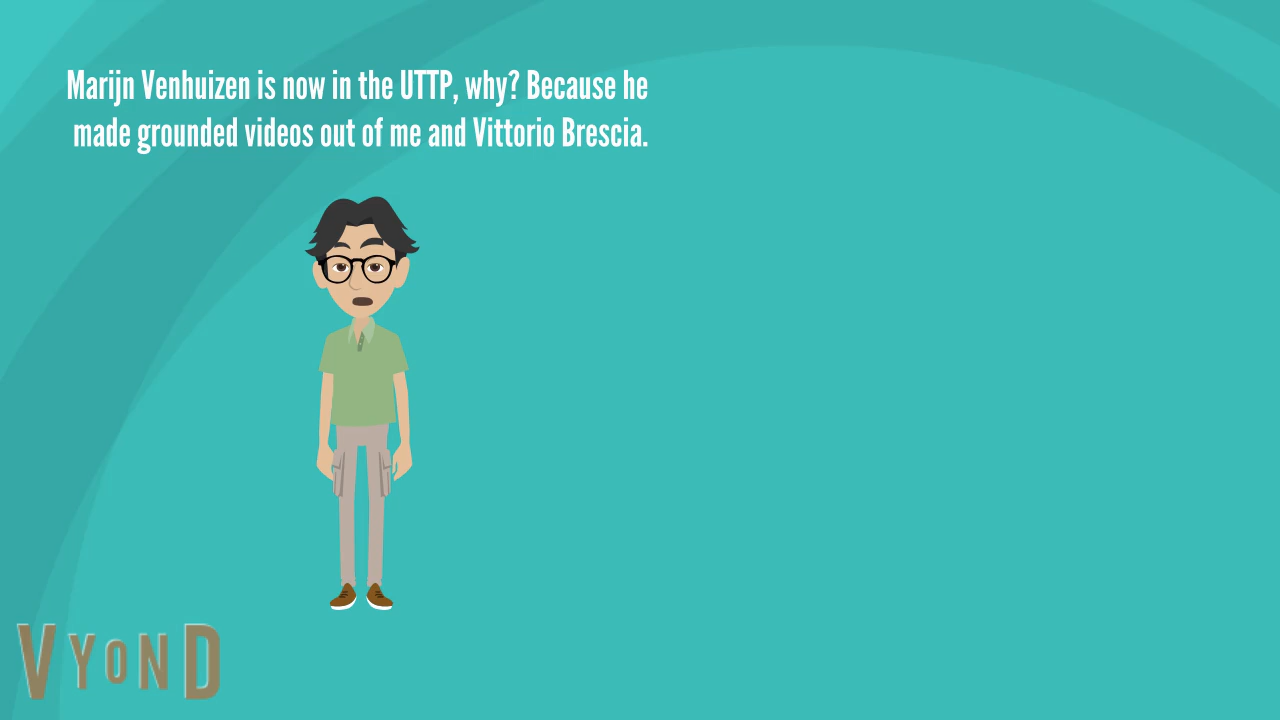 Marijn Venhuizen is now in the UTTP, why? Because he
made grounded videos out of me and Vittorio Brescia.
VYOND